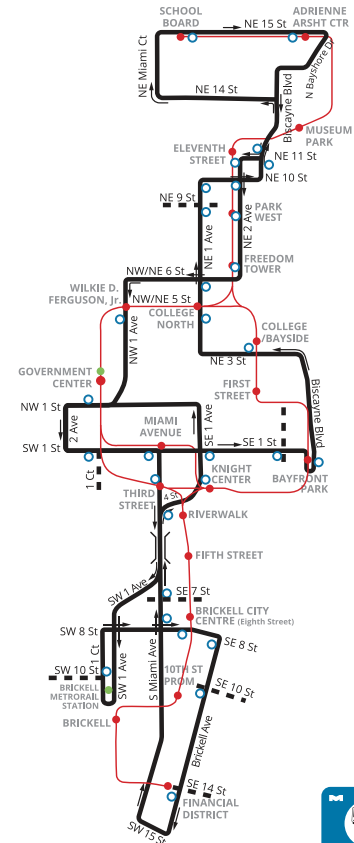 SCHOOL
BOARD
NE 15 St
ADRIENNE
ARSHT CTR
NE Miami Ct
NE 14 St
Biscayne Blvd
N Bayshore Dr
MUSEUM
PARK
ELEVENTH
STREET
NE 11 St
NE 10 St
NE 9 St
PARK
WEST
NE 1 Ave
NE 2 Ave
FREEDOM
TOWER
NW/NE 6 St
WILKIE D.
FERGUSON, Jr.
NW/NE 5 St
COLLEGE
NORTH
NW 1 Ave
COLLEGE
/BAYSIDE
NE 3 St
GOVERNMENT
CENTER
FIRST
STREET
Biscayne Blvd
NW 1 St
2 Ave
MIAMI
AVENUE
SE 1 Ave
SW 1 St
SE 1 St
1 Ct
KNIGHT
CENTER
BAYFRONT
PARK
THIRD
STREET
4 St
RIVERWALK
FIFTH STREET
SW 1 Ave
SE 7 St
BRICKELL CITY
CENTRE (Eighth Street)
SW 8 St
SE 8 St
1 Ct
SW 10 St
SW 1 Ave
S Miami Ave
10TH ST
PROM
SE 10 St
BRICKELL
METRORAIL
STATION
BRICKELL
Brickell Ave
SE 14 St
FINANCIAL
DISTRICT
SW 15 St